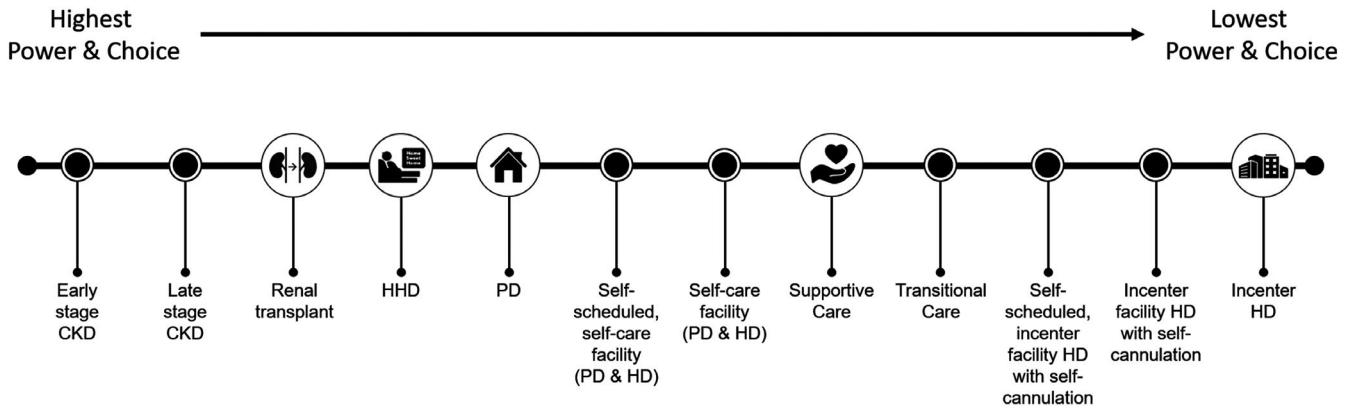 Highest
Power & Choice
Lowest
Power & Choice
Home
Sweet
Home
Early
stage
CKD
Late
stage
CKD
Renal
transplant
HHD
PD
Self-
scheduled,
self-care
facility
(PD & HD)
Self-care
facility
(PD & HD)
Supportive
Care
Transitional
Care
Self-
scheduled,
incenter
facility HD
with self-
cannulation
Incenter
facility HD
with self-
cannulation
Incenter
HD